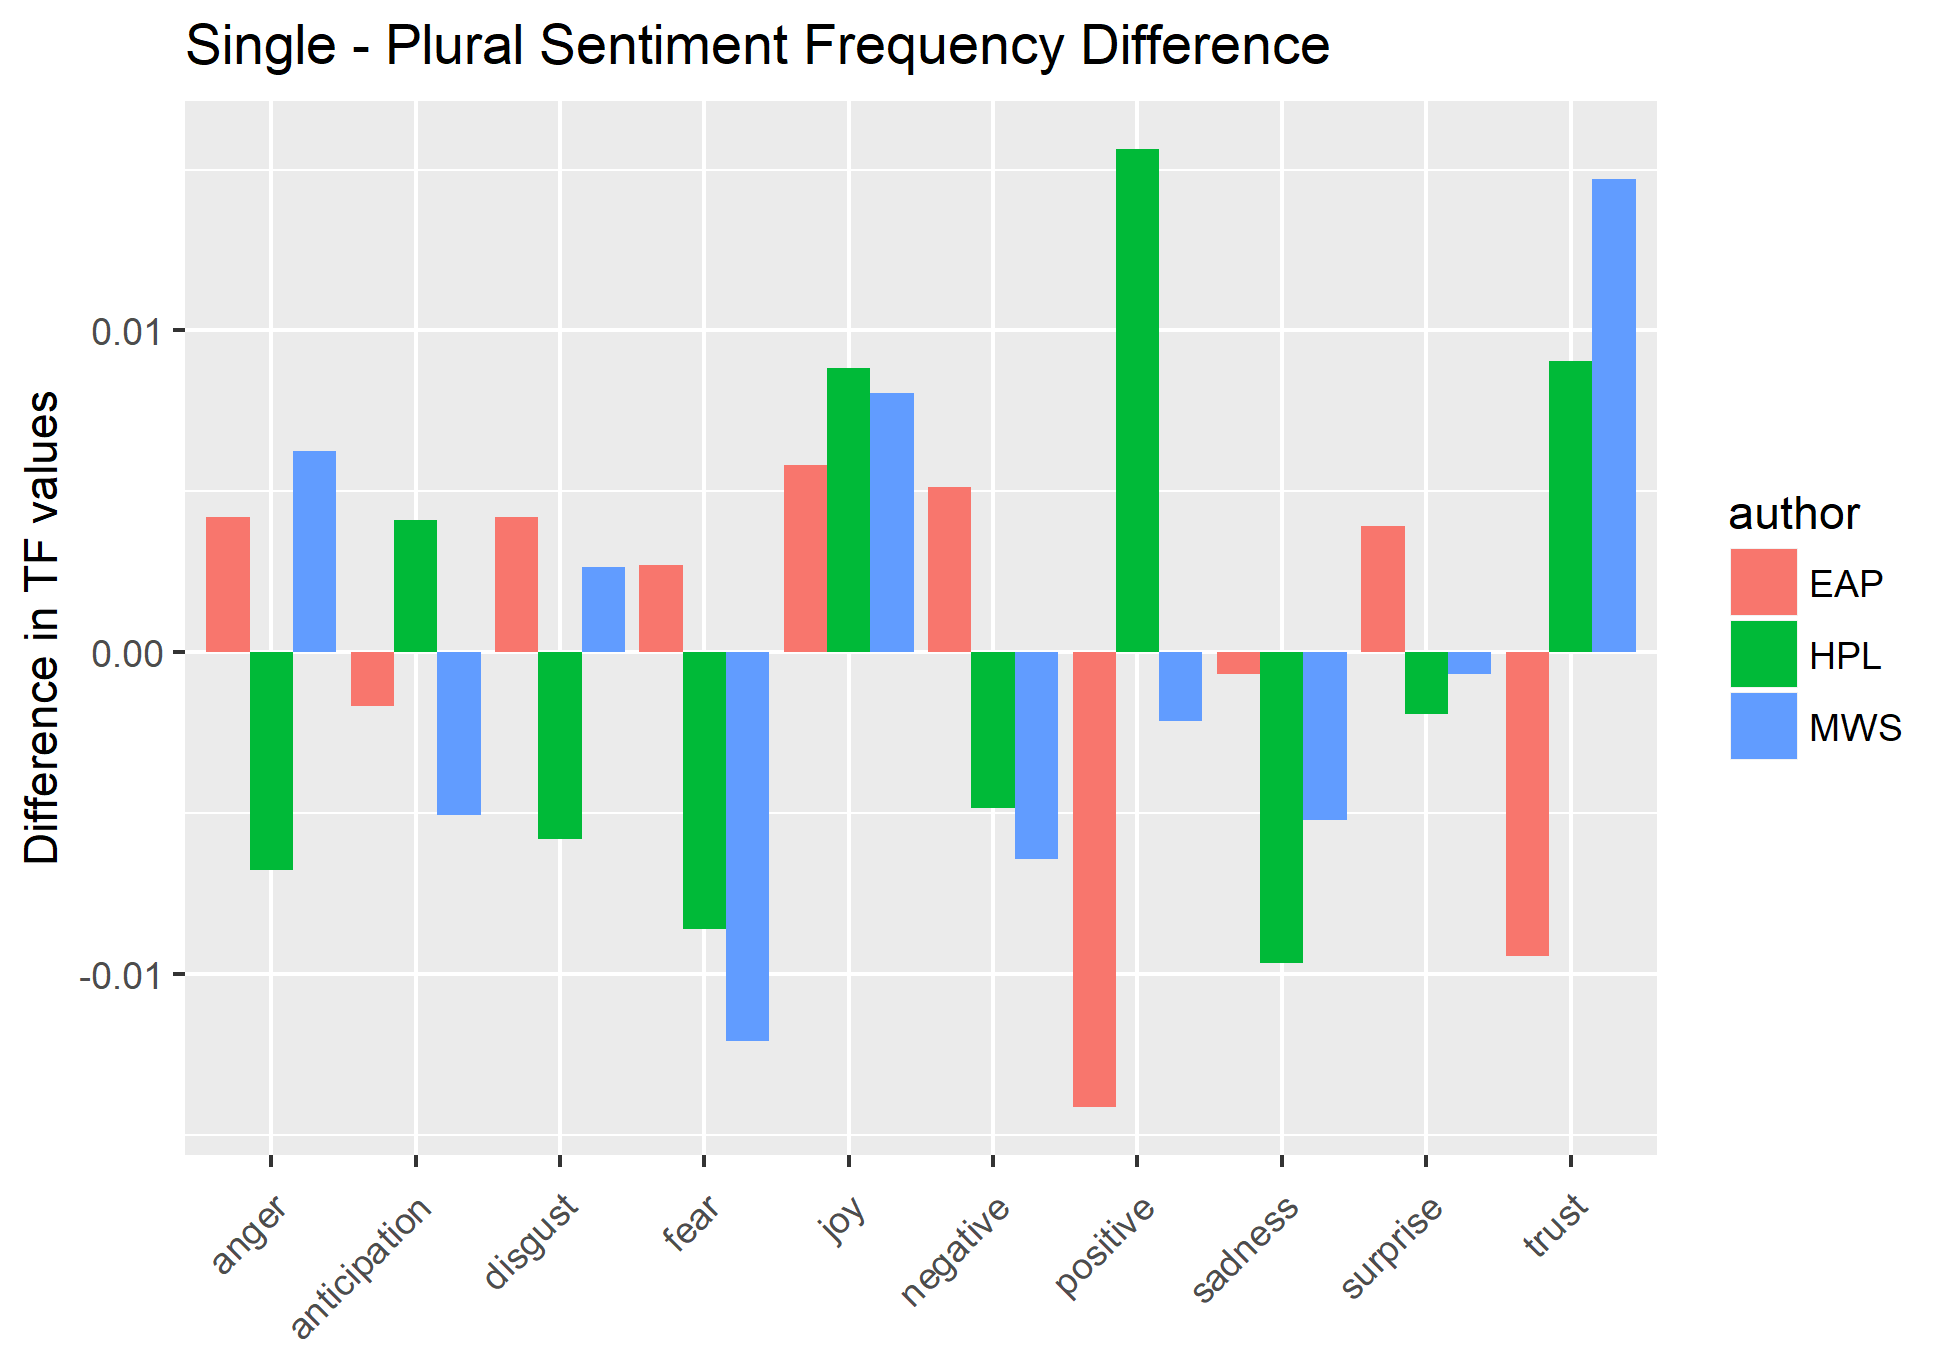 Single - Plural Sentiment Frequency Difference
Difference in TF values
0.01
0.00
-0.01
anger
anticipation
disgust
fear
joy
negative
positive
sadness
surprise
trust
author
EAP
HPL
MWS